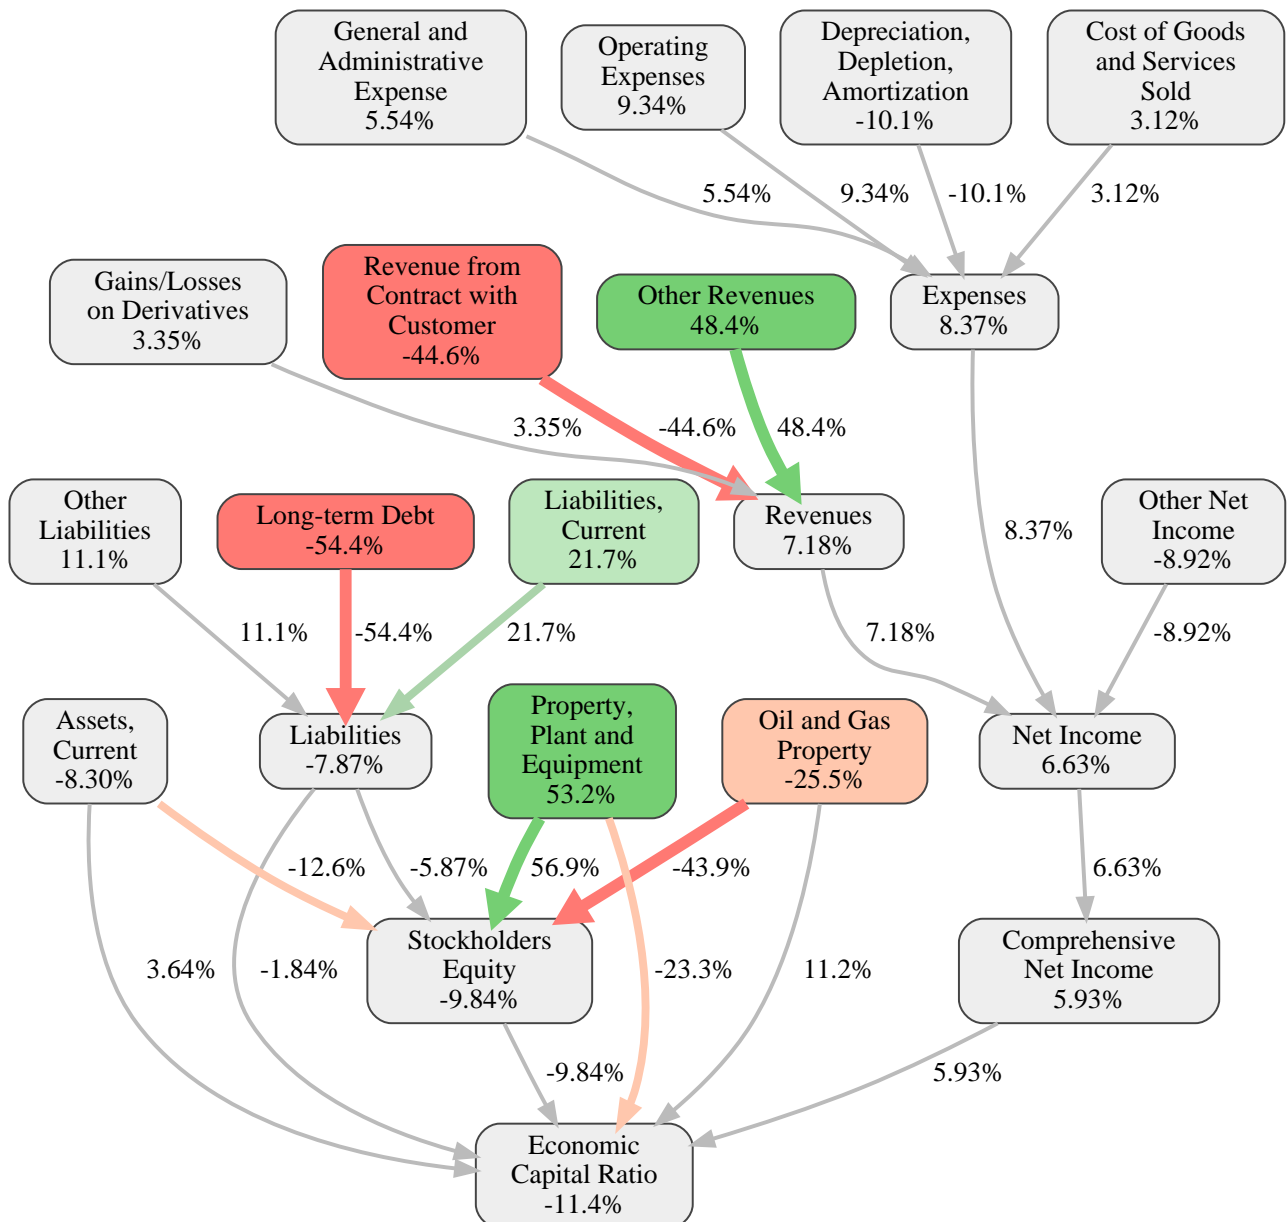 General and
Administrative
Expense
5.54%
Operating
Expenses
9.34%
Depreciation,
Depletion,
Amortization
-10.1%
Cost of Goods
and Services
Sold
3.12%
5.54%
9.34%
-10.1%
3.12%
Gains/Losses
on Derivatives
3.35%
Revenue from
Contract with
Customer
-44.6%
Other Revenues
48.4%
Expenses
8.37%
3.35%
-44.6%
48.4%
Other
Liabilities
11.1%
Long-term Debt
-54.4%
Liabilities,
Current
21.7%
Revenues
7.18%
8.37%
Other Net
Income
-8.92%
11.1%
-54.4%
21.7%
7.18%
-8.92%
Assets,
Current
-8.30%
Liabilities
-7.87%
Property,
Plant and
Equipment
53.2%
Oil and Gas
Property
-25.5%
Net Income
6.63%
-12.6%
-5.87%
56.9%
-43.9%
6.63%
3.64%
-1.84%
Stockholders
Equity
-9.84%
-23.3%
11.2%
Comprehensive
Net Income
5.93%
-9.84%
5.93%
Economic
Capital Ratio
-11.4%